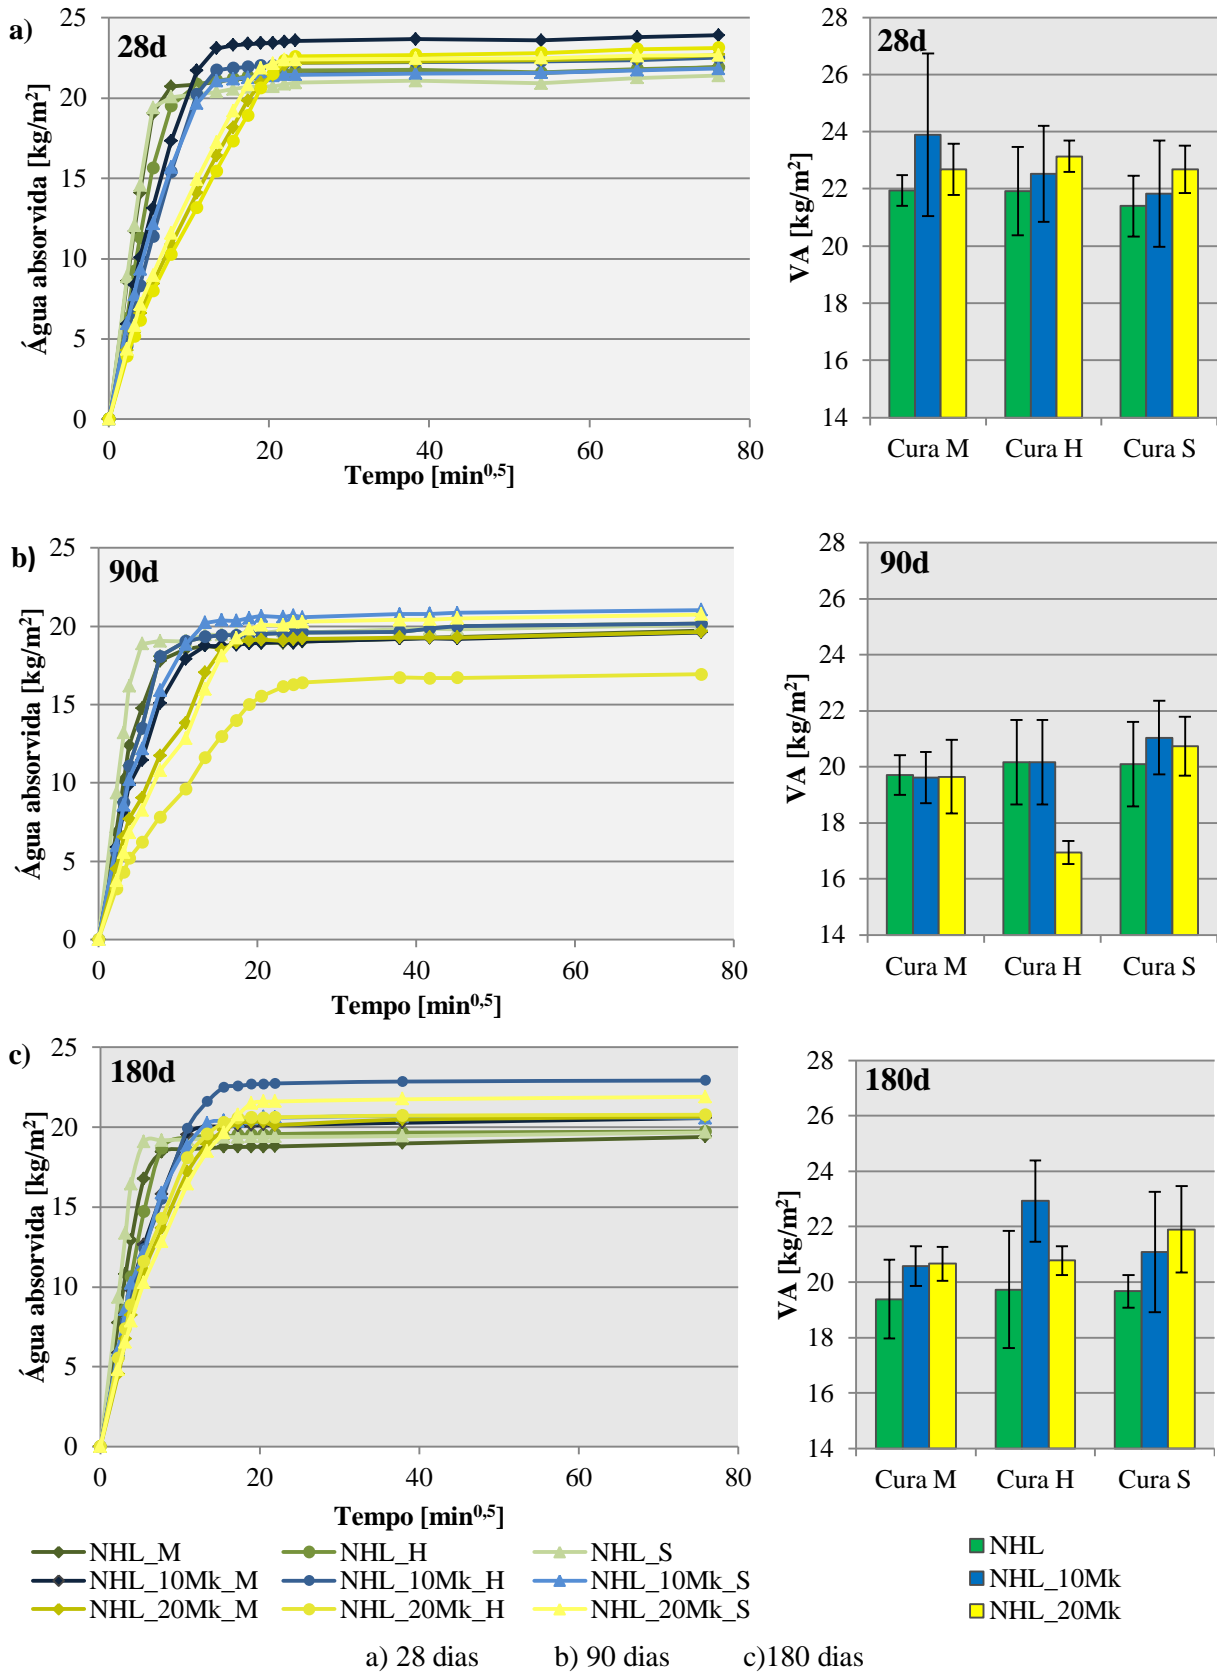 a)
28d
Água absorvida [kg/m²]
25
20
15
10
5
0
0 20 40 60 80
Tempo [min⁰,⁵]
28d
VA [kg/m²]
28
26
24
22
20
18
16
14
Cura M Cura H Cura S
b)
90d
Água absorvida [kg/m²]
25
20
15
10
5
0
0 20 40 60 80
Tempo [min⁰,⁵]
90d
VA [kg/m²]
28
26
24
22
20
18
16
14
Cura M Cura H Cura S
c)
180d
Água absorvida [kg/m²]
25
20
15
10
5
0
0 20 40 60 80
Tempo [min⁰,⁵]
180d
VA [kg/m²]
28
26
24
22
20
18
16
14
Cura M Cura H Cura S
NHL_M NHL_H NHL_S
NHL_10Mk_M NHL_10Mk_H NHL_10Mk_S
NHL_20Mk_M NHL_20Mk_H NHL_20Mk_S
NHL
NHL_10Mk
NHL_20Mk
a) 28 dias b) 90 dias c)180 dias